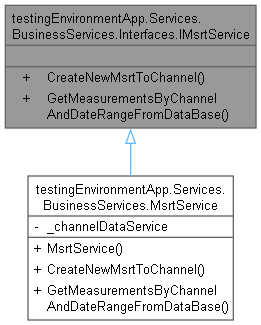 testingEnvironmentApp.Services.
BusinessServices.Interfaces.IMsrtService
+ CreateNewMsrtToChannel()
+ GetMeasurementsByChannel
AndDateRangeFromDataBase()
testingEnvironmentApp.Services.
BusinessServices.MsrtService
- _channelDataService
+ MsrtService()
+ CreateNewMsrtToChannel()
+ GetMeasurementsByChannel
AndDateRangeFromDataBase()